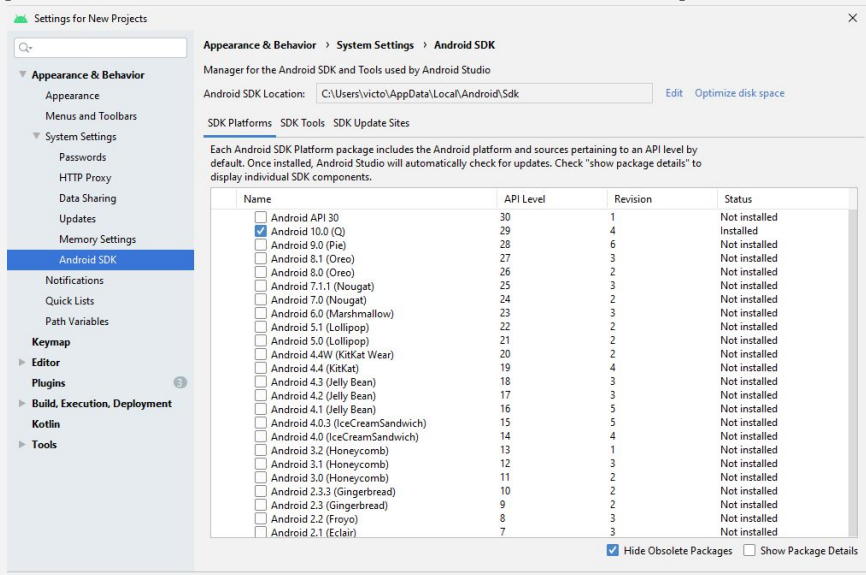 Settings for New Projects
Appearance & Behavior › System Settings › Android SDK
Manager for the Android SDK and Tools used by Android Studio
Android SDK Location: C:\Users\victo\AppData\Local\Android\Sdk Edit Optimize disk space
Appearance & Behavior
Appearance
Menus and Toolbars
System Settings
Passwords
HTTP Proxy
Data Sharing
Updates
Memory Settings
Android SDK
Notifications
Quick Lists
Path Variables
Keymap
Editor
Plugins 3
Build, Execution, Deployment
Kotlin
Tools
SDK Platforms SDK Tools SDK Update Sites
Each Android SDK Platform package includes the Android platform and sources pertaining to an API level by
default. Once installed, Android Studio will automatically check for updates. Check "show package details" to
display individual SDK components.
Name API Level Revision Status
Android API 30 30 1 Not installed
Android 10.0 (Q) 29 4 Installed
Android 9.0 (Pie) 28 6 Not installed
Android 8.1 (Oreo) 27 3 Not installed
Android 8.0 (Oreo) 26 2 Not installed
Android 7.1.1 (Nougat) 25 3 Not installed
Android 7.0 (Nougat) 24 2 Not installed
Android 6.0 (Marshmallow) 23 3 Not installed
Android 5.1 (Lollipop) 22 2 Not installed
Android 5.0 (Lollipop) 21 2 Not installed
Android 4.4W (KitKat Wear) 20 2 Not installed
Android 4.4 (KitKat) 19 4 Not installed
Android 4.3 (Jelly Bean) 18 3 Not installed
Android 4.2 (Jelly Bean) 17 3 Not installed
Android 4.1 (Jelly Bean) 16 5 Not installed
Android 4.0.3 (IceCreamSandwich) 15 5 Not installed
Android 4.0 (IceCreamSandwich) 14 4 Not installed
Android 3.2 (Honeycomb) 13 1 Not installed
Android 3.1 (Honeycomb) 12 3 Not installed
Android 3.0 (Honeycomb) 11 2 Not installed
Android 2.3.3 (Gingerbread) 10 2 Not installed
Android 2.3 (Gingerbread) 9 2 Not installed
Android 2.2 (Froyo) 8 3 Not installed
Android 2.1 (Eclair) 7 3 Not installed
Hide Obsolete Packages Show Package Details